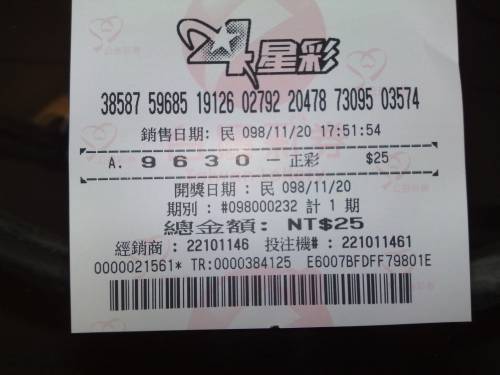 4星彩
38587 59685 19126 02792 20478 73095 03574
銷售日期: 民 098/11/20 17:51:54
A. 9 6 3 0 — 正彩 $25
開獎日期 : 民 098/11/20
期別 : #098000232 計 1 期
總金額: NT$25
經銷商 : 22101146 投注機# : 221011461
0000021561* TR:0000384125 E6007BFDFF79801E